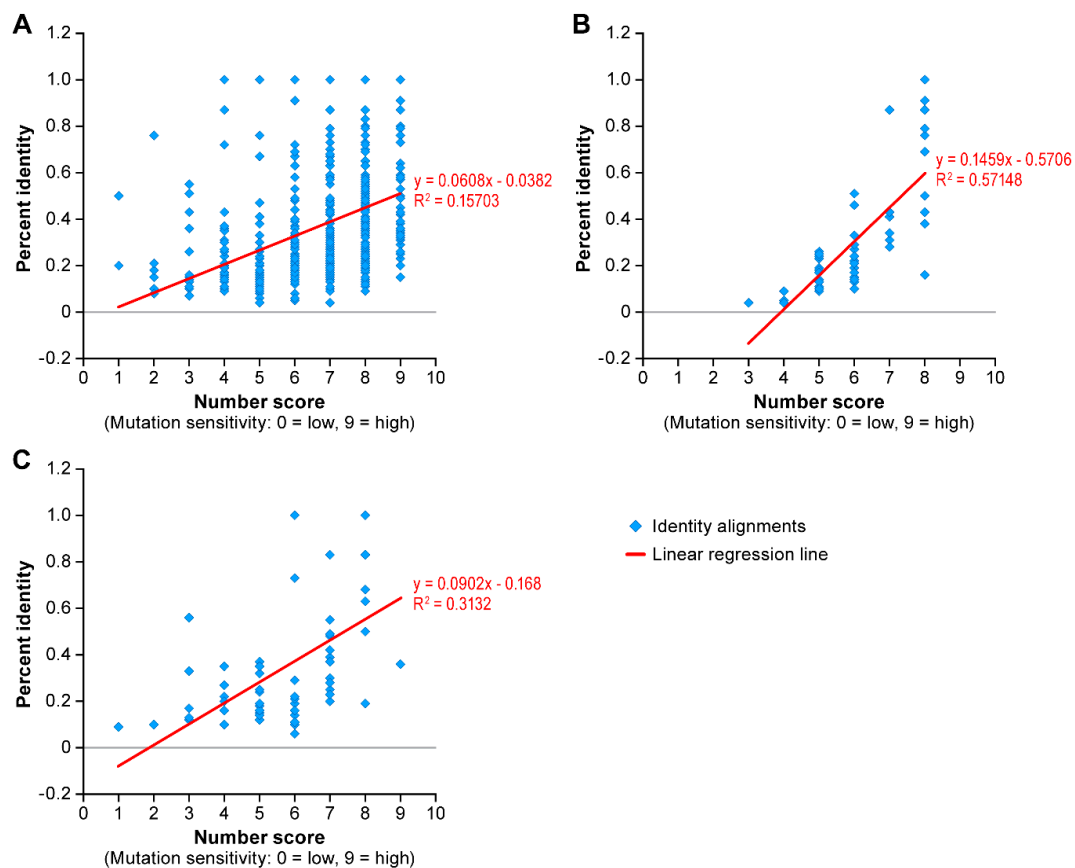 A
1.2
1.0
0.8
0.6
0.4
0.2
0
-0.2
Percent identity
y = 0.0608x - 0.0382
R² = 0.15703
0 1 2 3 4 5 6 7 8 9 10
Number score
(Mutation sensitivity: 0 = low, 9 = high)
B
1.2
1.0
0.8
0.6
0.4
0.2
0
-0.2
Percent identity
y = 0.1459x - 0.5706
R² = 0.57148
0 1 2 3 4 5 6 7 8 9 10
Number score
(Mutation sensitivity: 0 = low, 9 = high)
C
1.2
1.0
0.8
0.6
0.4
0.2
0
-0.2
Percent identity
y = 0.0902x - 0.168
R² = 0.3132
0 1 2 3 4 5 6 7 8 9 10
Number score
(Mutation sensitivity: 0 = low, 9 = high)
Identity alignments
Linear regression line